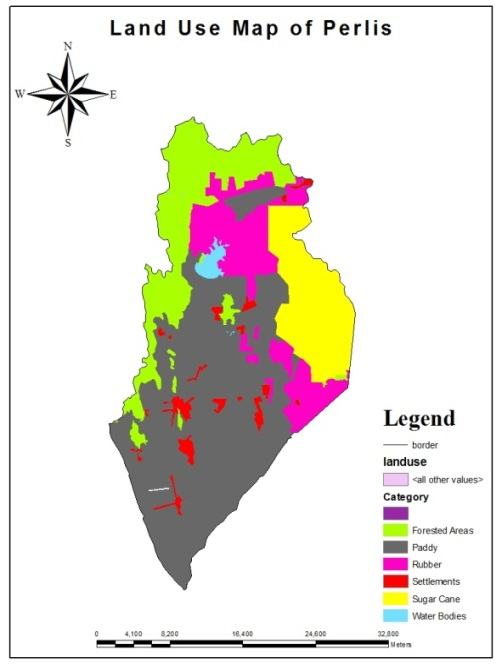 Land Use Map of Perlis
N
W
E
S
Legend
border
landuse
<all other values>
Category
Forested Areas
Paddy
Rubber
Settlements
Sugar Cane
Water Bodies
0 4,100 8,200 16,400 24,600 32,800
Meters